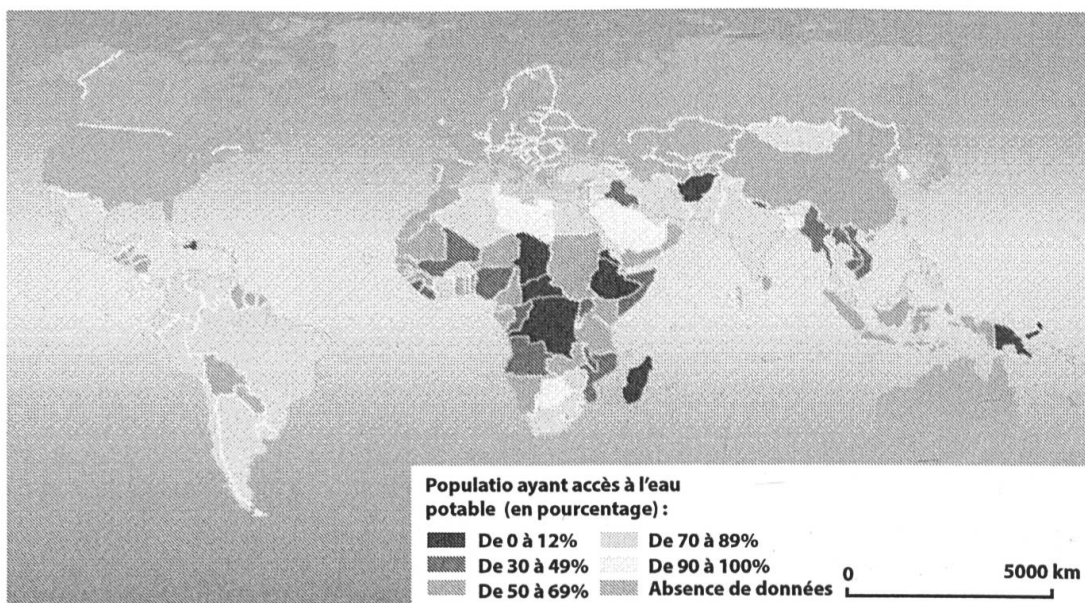 Populatio ayant accès à l'eau
potable (en pourcentage) :
De 0 à 12%
De 30 à 49%
De 50 à 69%
De 70 à 89%
De 90 à 100%
Absence de données
0 5000 km